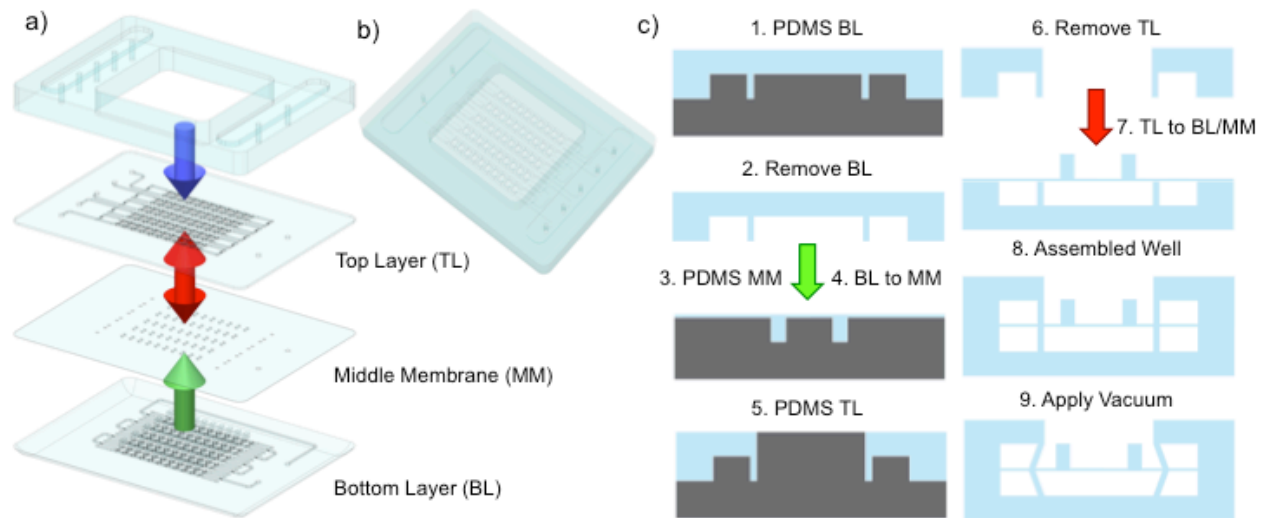 a)
Top Layer (TL)
Middle Membrane (MM)
Bottom Layer (BL)
b)
c)
1. PDMS BL
2. Remove BL
3. PDMS MM
4. BL to MM
5. PDMS TL
6. Remove TL
7. TL to BL/MM
8. Assembled Well
9. Apply Vacuum